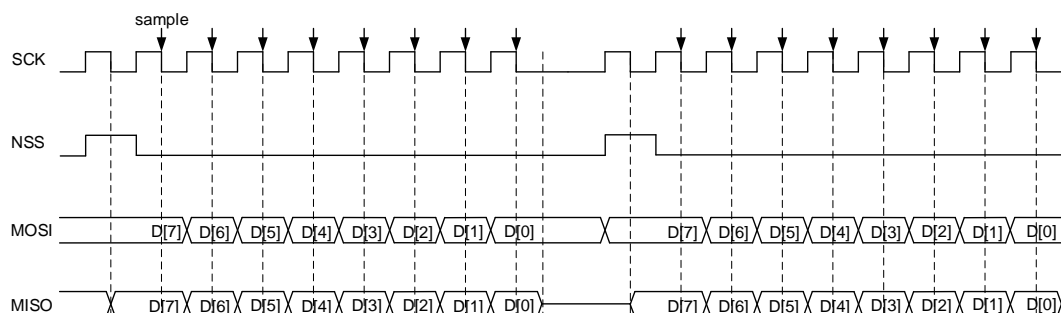 sample
SCK
NSS
MOSI D[7] D[6] D[5] D[4] D[3] D[2] D[1] D[0] D[7] D[6] D[5] D[4] D[3] D[2] D[1] D[0]
MISO D[7] D[6] D[5] D[4] D[3] D[2] D[1] D[0] D[7] D[6] D[5] D[4] D[3] D[2] D[1] D[0]